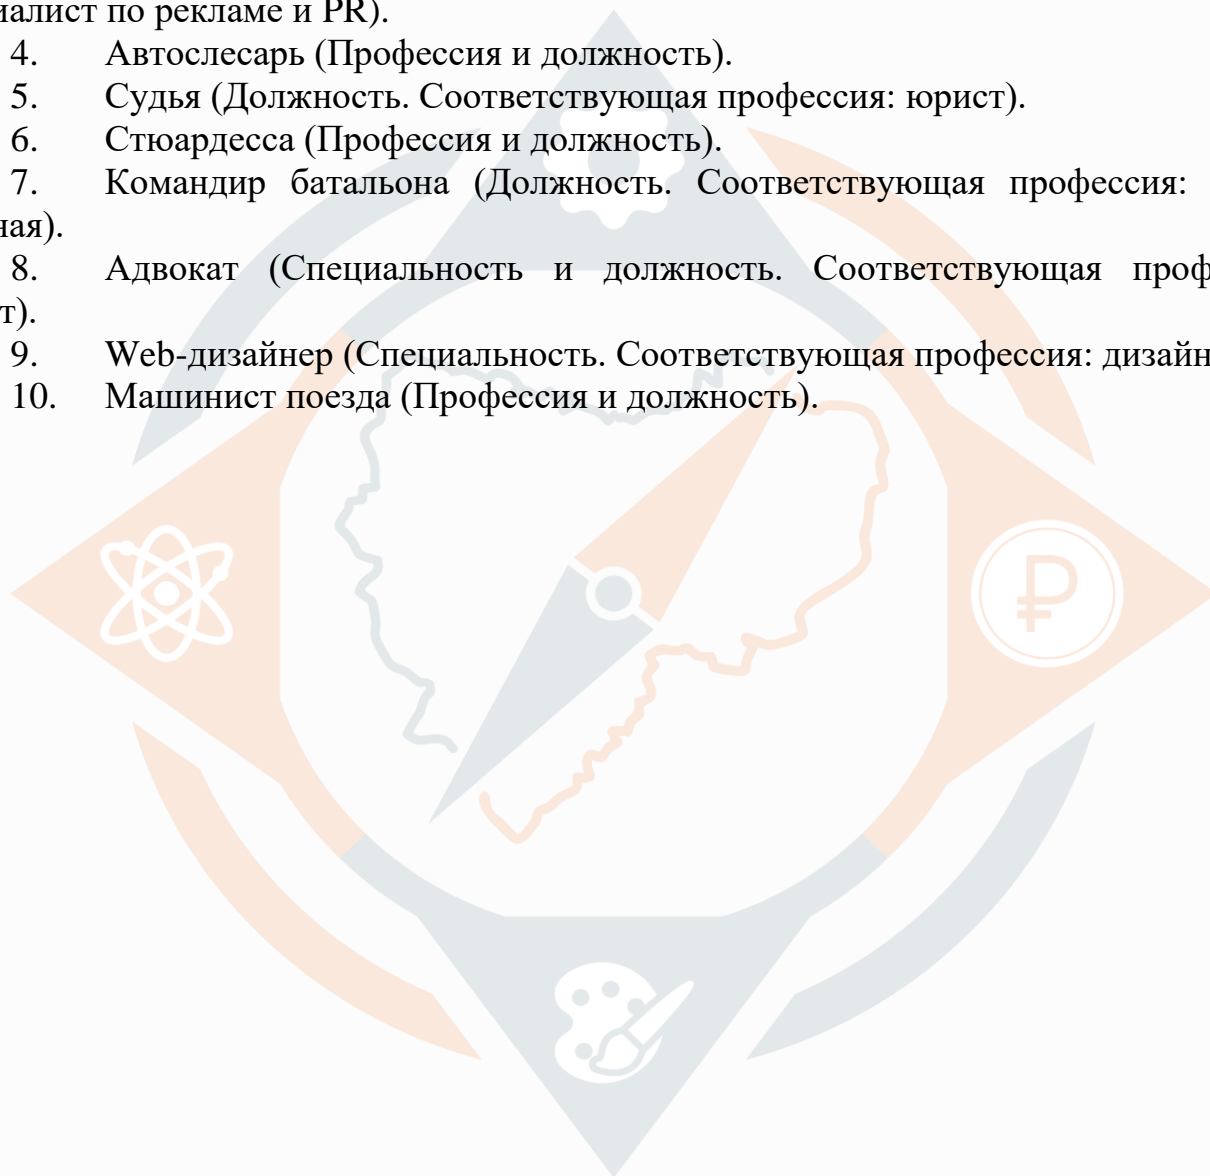 иалист по рекламе и PR).
4. Автослесарь (Профессия и должность).
5. Судья (Должность. Соответствующая профессия: юрист).
6. Стюардесса (Профессия и должность).
7. Командир батальона (Должность. Соответствующая профессия:
ная).
8. Адвокат (Специальность и должность. Соответствующая проф
т).
9. Web-дизайнер (Специальность. Соответствующая профессия: дизайн
10. Машинист поезда (Профессия и должность).